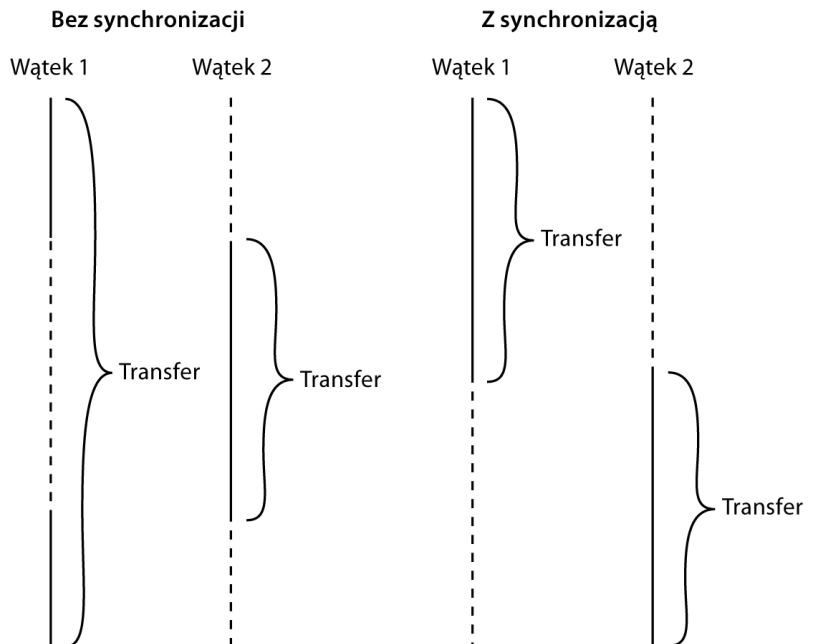 Bez synchronizacji
Z synchronizacją
Wątek 1
Wątek 2
Wątek 1
Wątek 2
Transfer
Transfer
Transfer
Transfer